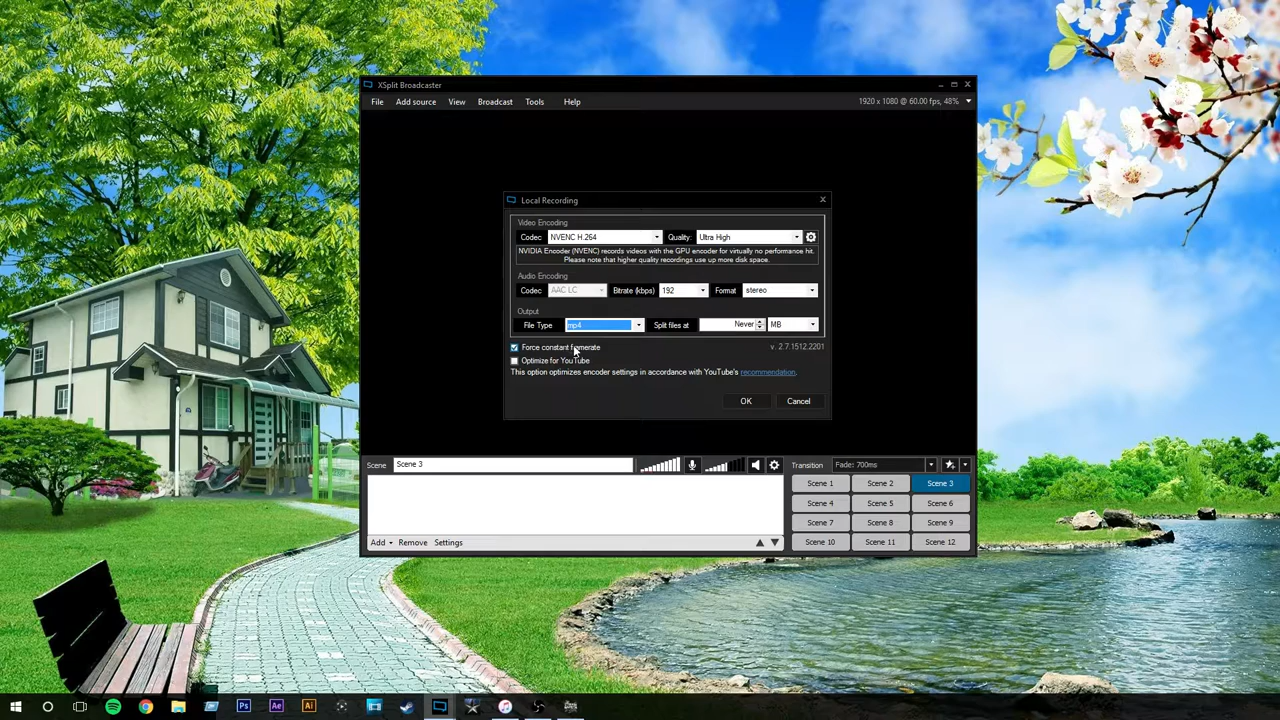 XSplit Broadcaster
File Add source View Broadcast Tools Help 1920 x 1080 @ 60.00 fps, 48%
Local Recording
Video Encoding
Codec NVENC H.264 Quality: Ultra High
NVIDIA Encoder (NVENC) records videos with the GPU encoder for virtually no performance hit.
Please note that higher quality recordings use up more disk space.
Audio Encoding
Codec AAC LC Bitrate (kbps) 192 Format stereo
Output
File Type mp4 Split files at Never MB
Force constant framerate v. 2.7.1512.2201
Optimize for YouTube
This option optimizes encoder settings in accordance with YouTube's recommendation.
OK Cancel
Scene Scene 3 Transition Fade: 700ms
Scene 1 Scene 2 Scene 3
Scene 4 Scene 5 Scene 6
Scene 7 Scene 8 Scene 9
Add Remove Settings Scene 10 Scene 11 Scene 12
Ps Ae Ai